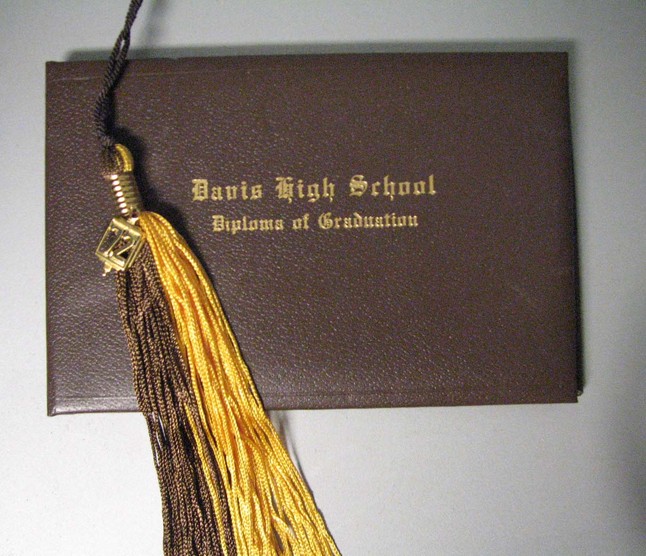 Davis High School
Diploma of Graduation